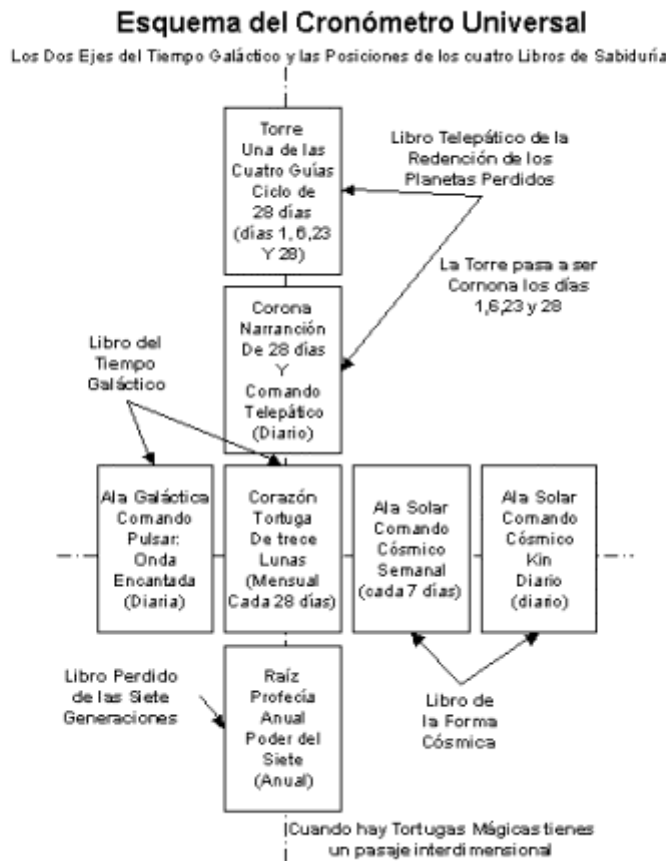 Esquema del Cronómetro Universal
Los Dos Ejes del Tiempo Galáctico y las Posiciones de los cuatro Libros de Sabiduría
Torre
Una de las
Cuatro Guías
Ciclo de
28 días
(días 1, 6,23
Y 28)
Libro Telepático de la
Redención de los
Planetas Perdidos
La Torre pasa a ser
Cornona los días
1,6,23 y 28
Corona
Narranción
De 28 días
Y
Comando
Telepático
(Diario)
Libro del
Tiempo
Galáctico
Ala Galáctica
Comando
Pulsar:
Onda
Encantada
(Diaria)
Corazón
Tortuga
De trece
Lunas
(Mensual
Cada 28 días)
Ala Solar
Comando
Cósmico
Semanal
(cada 7 días)
Ala Solar
Comando
Cósmico
Kin
Diario
(diario)
Libro Perdido
de las Siete
Generaciones
Raíz
Profecía
Anual
Poder del
Siete
(Anual)
Libro de
la Forma
Cósmica
Cuando hay Tortugas Mágicas tienes
un pasaje interdimensional